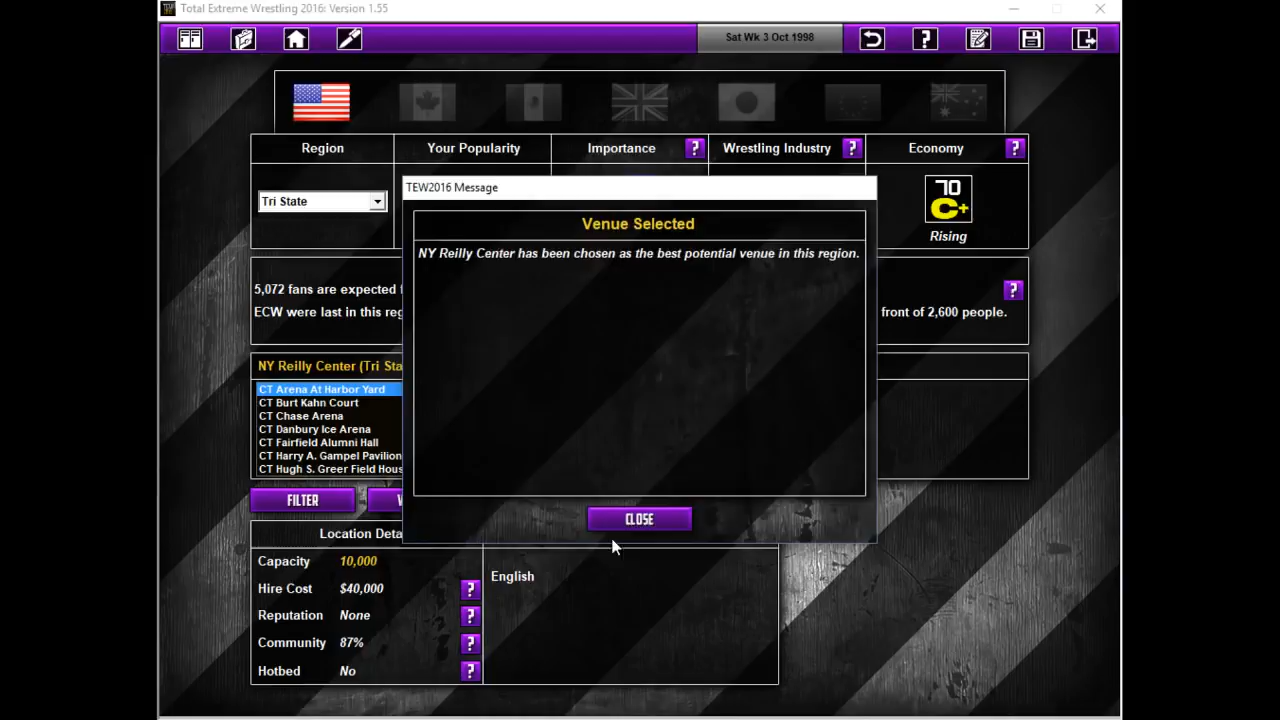 Total Extreme Wrestling 2016: Version 1.55
Sat Wk 3 Oct 1998
Region
Your Popularity
Importance ?
Wrestling Industry ?
Economy ?
Tri State
70
C+
Rising
TEW2016 Message
Venue Selected
NY Reilly Center has been chosen as the best potential venue in this region.
5,072 fans are expected
ECW were last in this reg
front of 2,600 people.
?
NY Reilly Center (Tri Sta
CT Arena At Harbor Yard
CT Burt Kahn Court
CT Chase Arena
CT Danbury Ice Arena
CT Fairfield Alumni Hall
CT Harry A. Gampel Pavilion
CT Hugh S. Greer Field Hous
FILTER
CLOSE
Location Deta
Capacity 10,000
Hire Cost $40,000 ?
Reputation None ?
Community 87% ?
Hotbed No ?
English